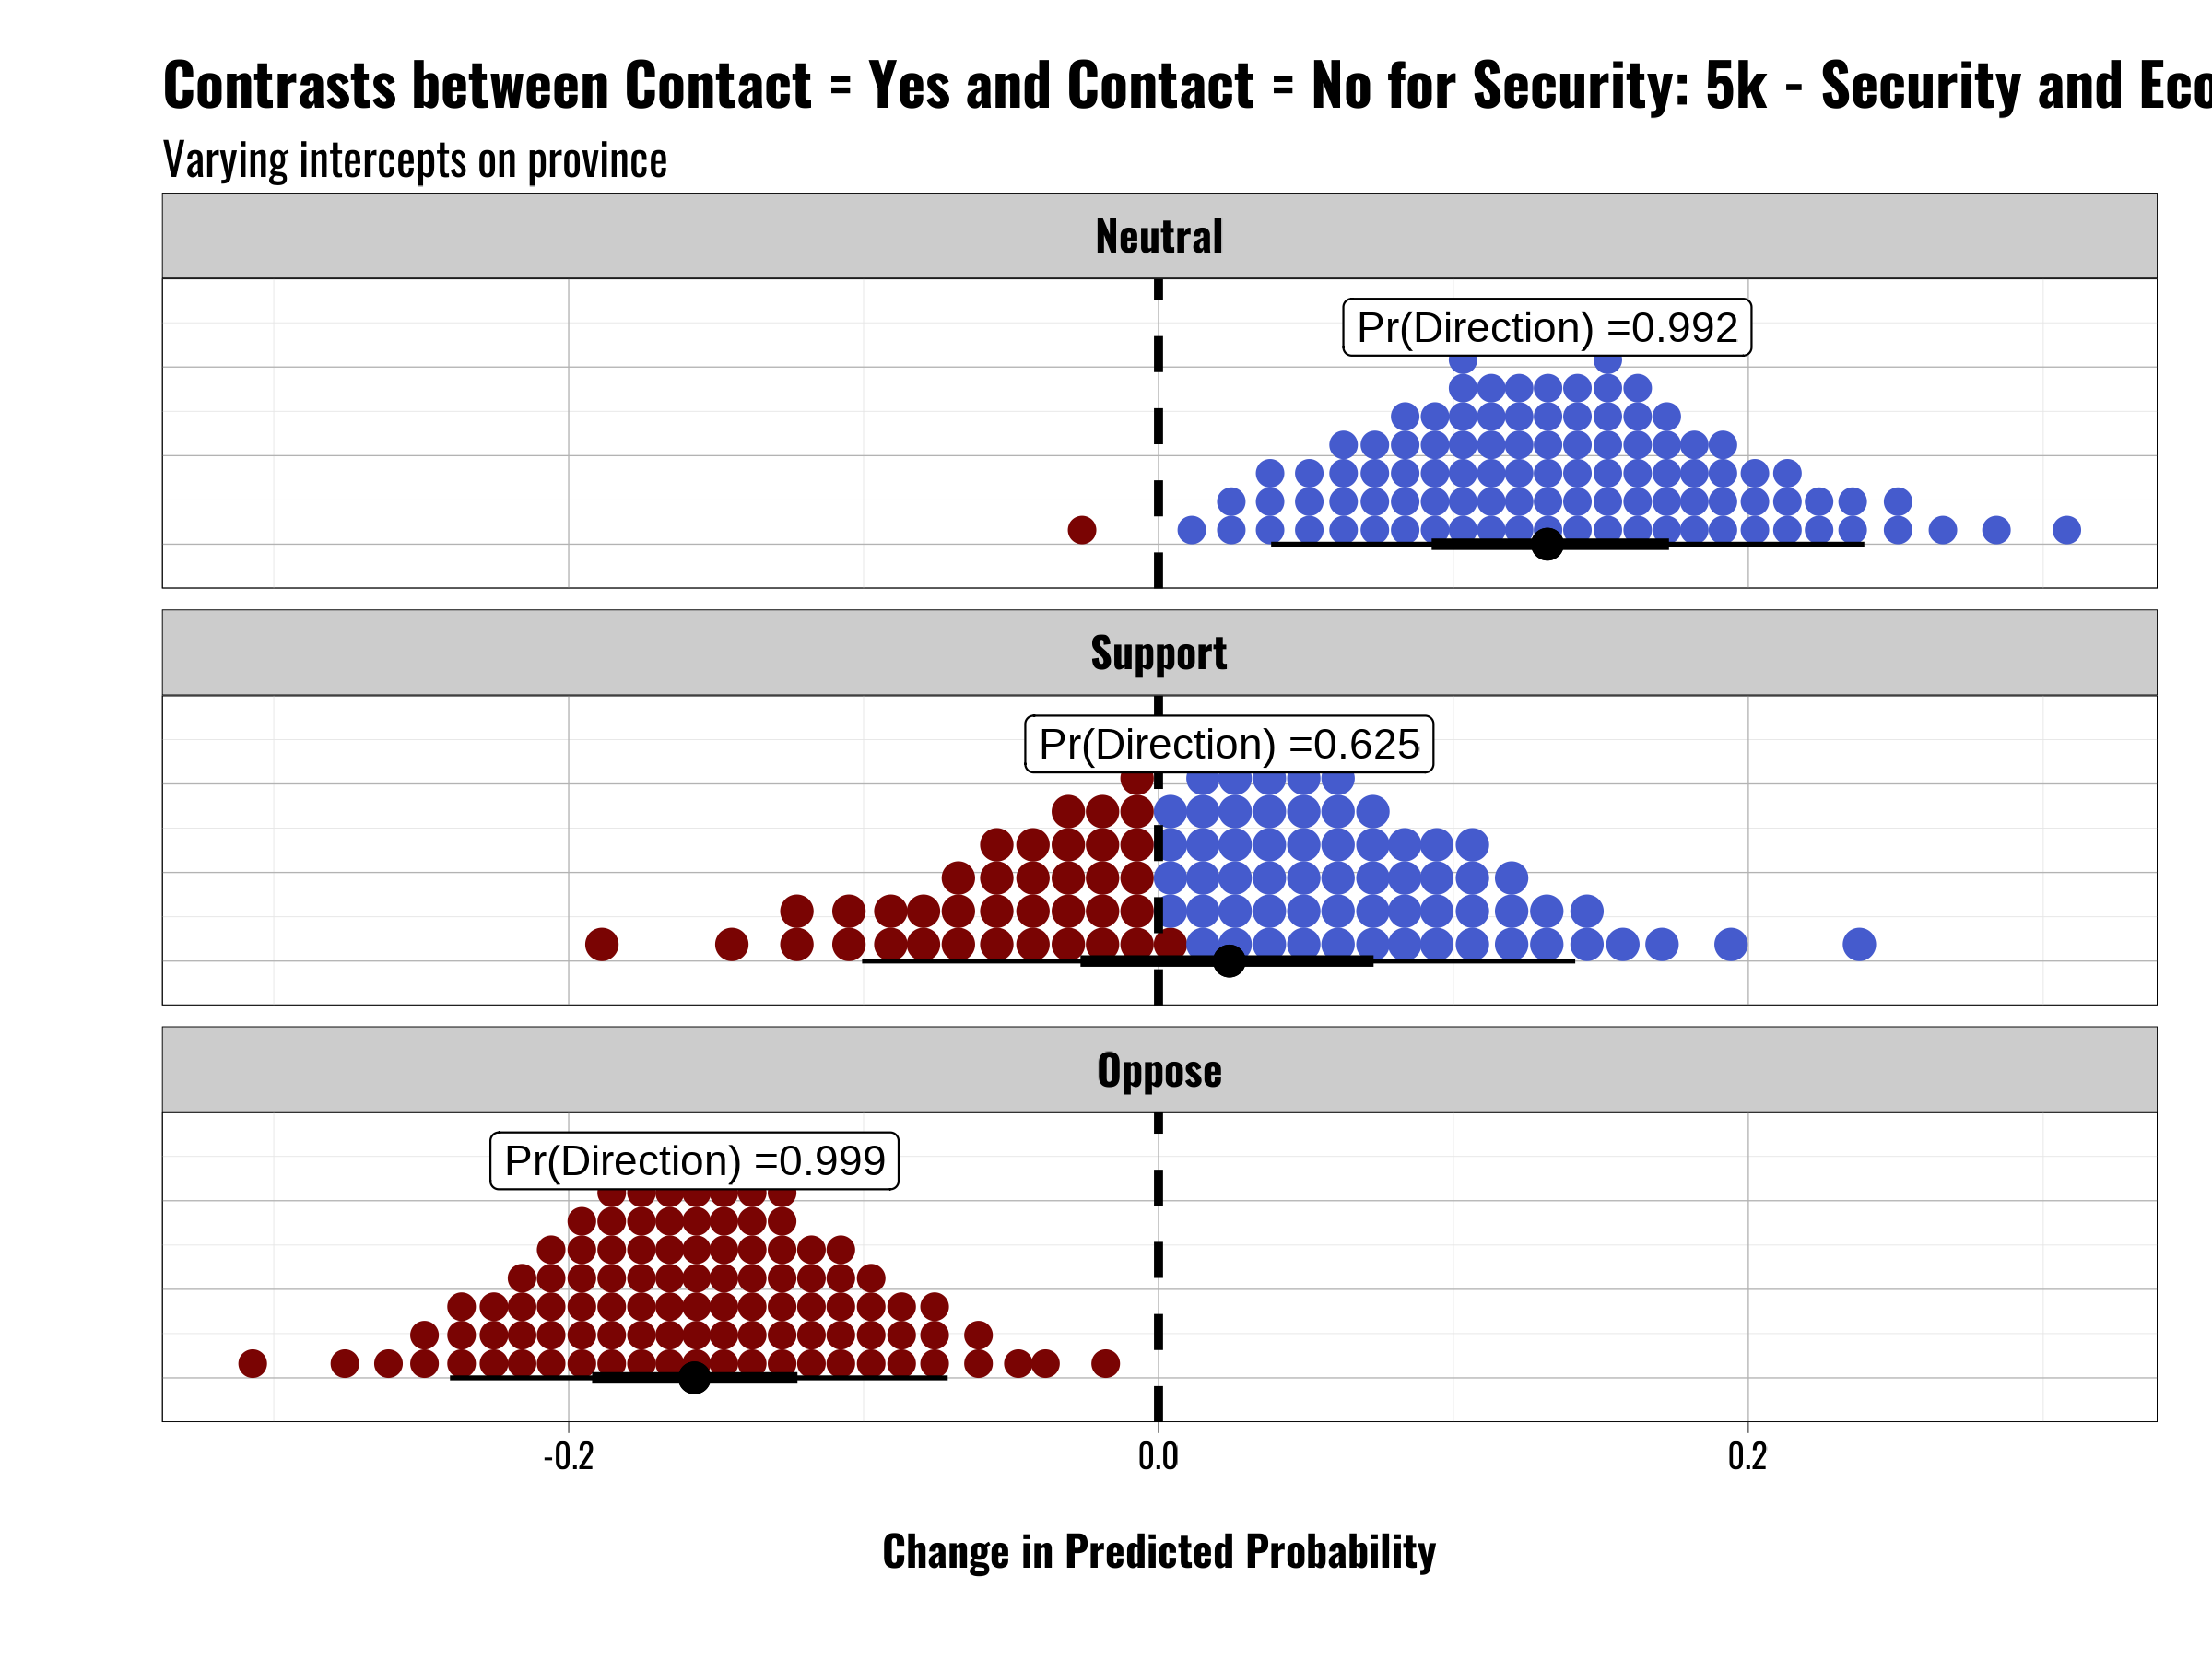 Contrasts between Contact = Yes and Contact = No for Security: 5k - Security and Eco
Varying intercepts on province
Neutral
Pr(Direction) =0.992
Support
Pr(Direction) =0.625
Oppose
Pr(Direction) =0.999
-0.2
0.0
0.2
Change in Predicted Probability